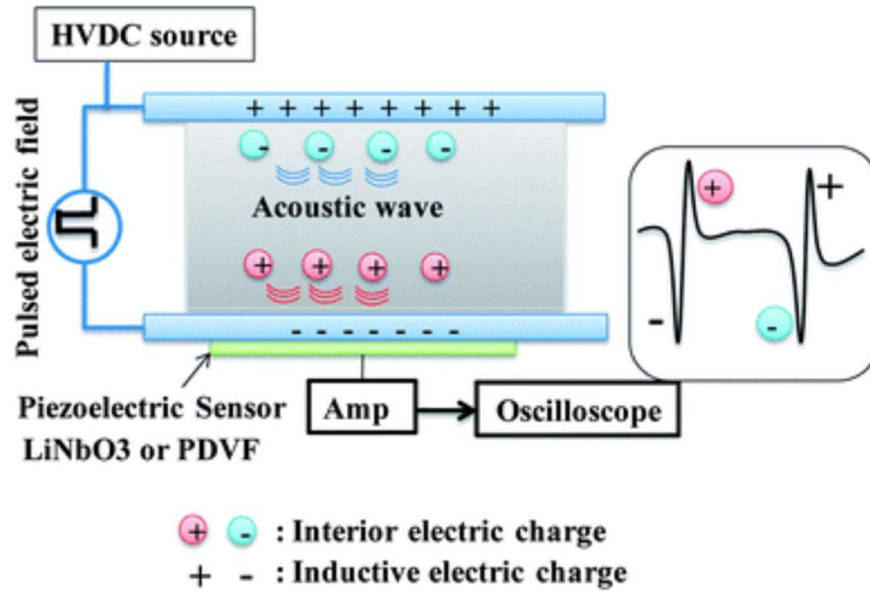 HVDC source
Pulsed electric field
+ + + + + + + +
- - - -
Acoustic wave
+ + + +
- - - - - - -
+ +
- -
Piezoelectric Sensor
LiNbO3 or PDVF
Amp
Oscilloscope
+ - : Interior electric charge
+ - : Inductive electric charge